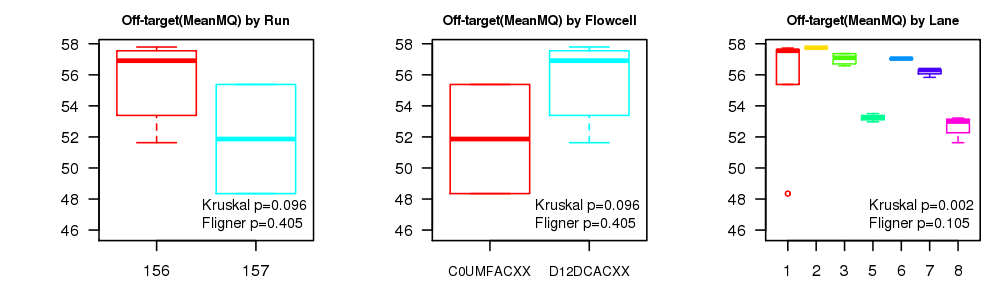 Off-target(MeanMQ) by Run
58
56
54
52
50
48
46
Kruskal p=0.096
Fligner p=0.405
156 157
Off-target(MeanMQ) by Flowcell
58
56
54
52
50
48
46
Kruskal p=0.096
Fligner p=0.405
C0UMFACXX D12DCACXX
Off-target(MeanMQ) by Lane
58
56
54
52
50
48
46
Kruskal p=0.002
Fligner p=0.105
1 2 3 5 6 7 8